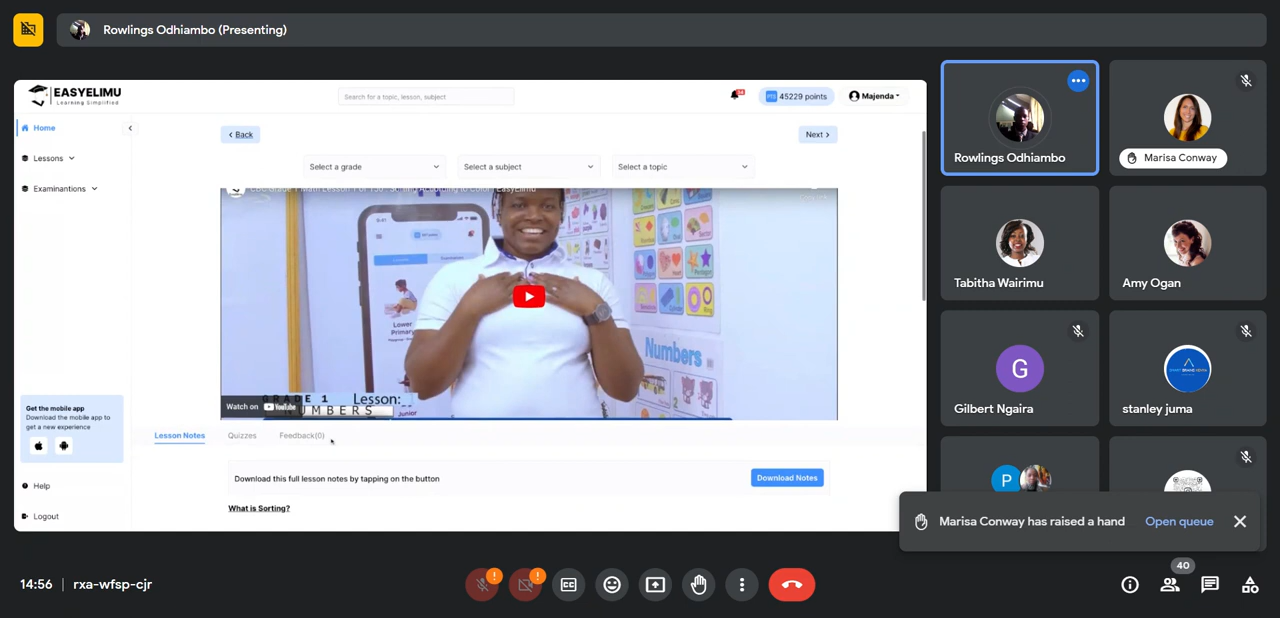 Rowlings Odhiambo (Presenting)
EASYELIMU
Learning Simplified
Search for a topic, lesson, subject
45229 points
Majenda
Home
Back
Next
Lessons
Select a grade
Select a subject
Select a topic
Examinantions
Numbers
Lower
Primary
Junior
GRADE 1 Lesson:
NUMBERS
Watch on YouTube
Get the mobile app
Download the mobile app to
get a new experience
Lesson Notes
Quizzes
Feedback(0)
Download this full lesson notes by tapping on the button
Download Notes
What is Sorting?
Help
Logout
Rowlings Odhiambo
Marisa Conway
Tabitha Wairimu
Amy Ogan
G
Gilbert Ngaira
stanley juma
P
Marisa Conway has raised a hand
Open queue
14:56 | rxa-wfsp-cjr
40